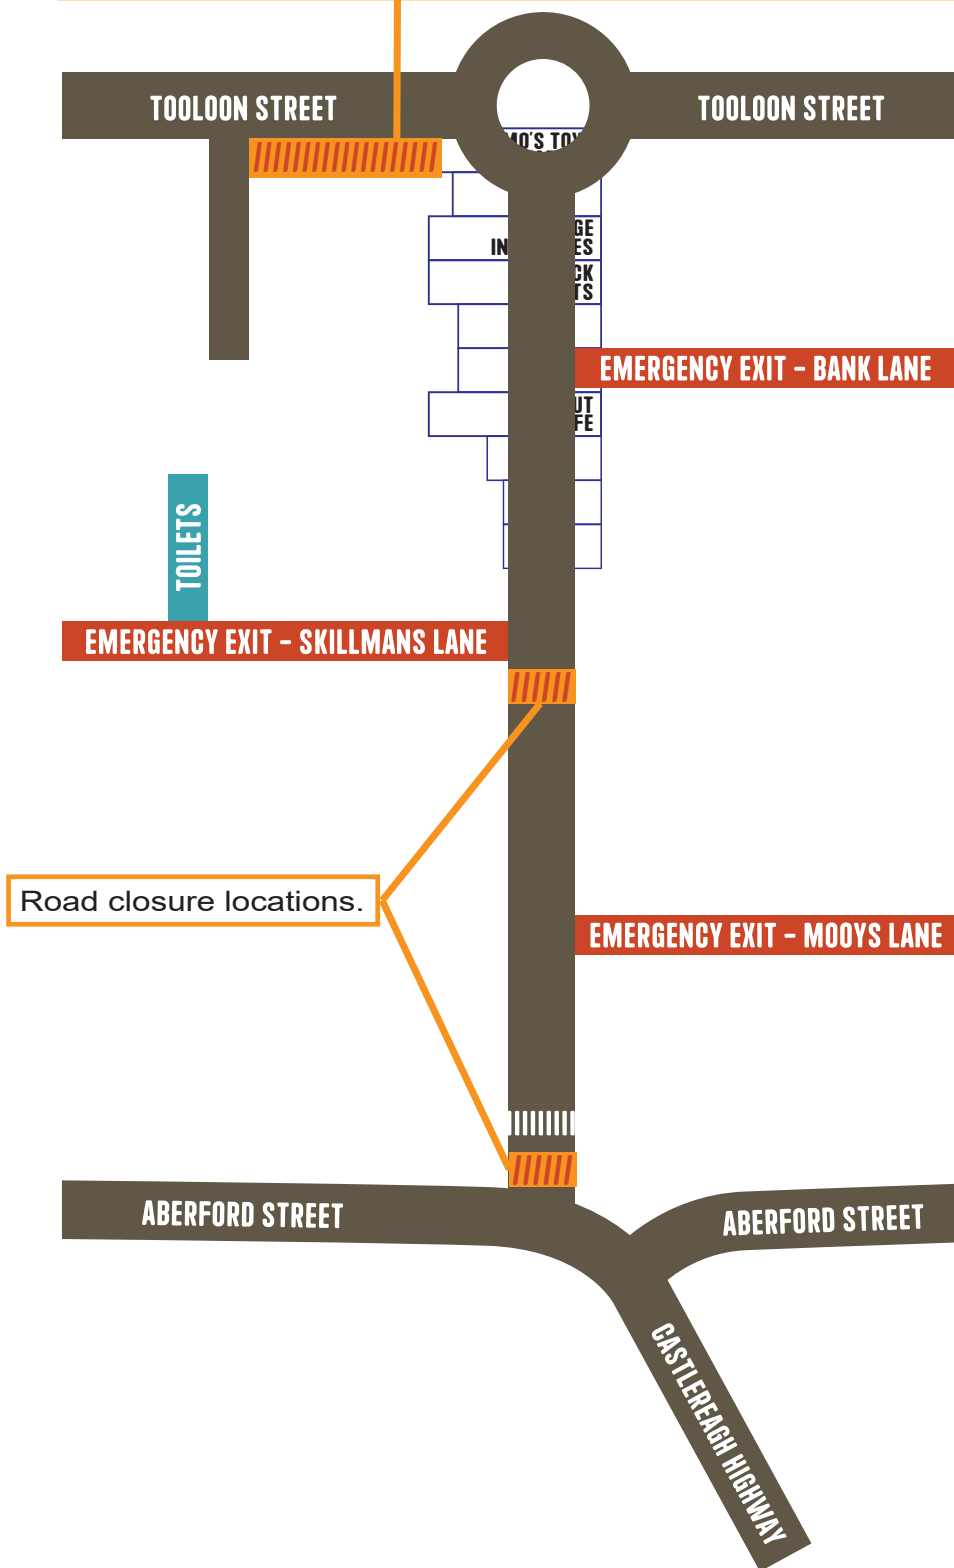 TOOLOON STREET
TOOLOON STREET
EMERGENCY EXIT – BANK LANE
TOILETS
EMERGENCY EXIT – SKILLMANS LANE
Road closure locations.
EMERGENCY EXIT – MOOYS LANE
ABERFORD STREET
ABERFORD STREET
CASTLEREAGH HIGHWAY